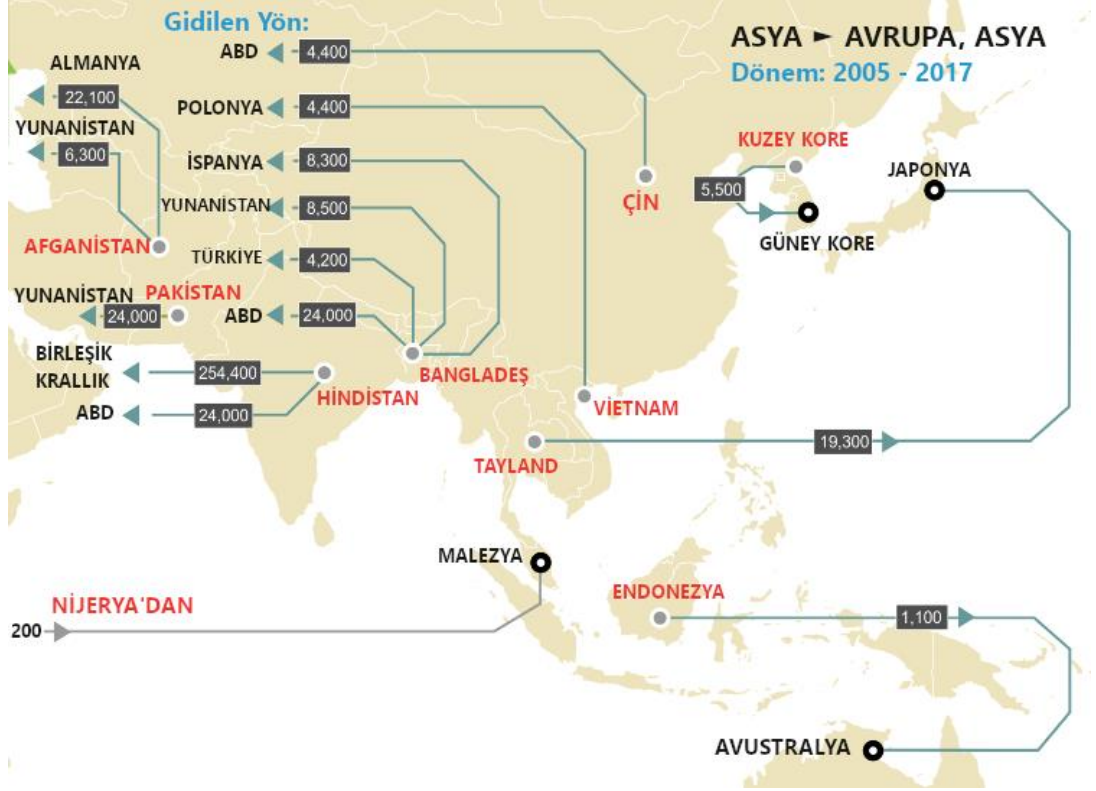 Gidilen Yön:
ASYA ► AVRUPA, ASYA
Dönem: 2005 - 2017
ABD 4,400
ÇİN
POLONYA 4,400
VİETNAM
İSPANYA 8,300
YUNANİSTAN 8,500
TÜRKİYE 4,200
ABD 24,000
BANGLADEŞ
ALMANYA
22,100
YUNANİSTAN
6,300
AFGANİSTAN
YUNANİSTAN PAKİSTAN
24,000
BİRLEŞİK
KRALLIK 254,400
ABD 24,000
HİNDİSTAN
KUZEY KORE
5,500
GÜNEY KORE
JAPONYA
TAYLAND
19,300
MALEZYA
NİJERYA'DAN
200
ENDONEZYA
1,100
AVUSTRALYA